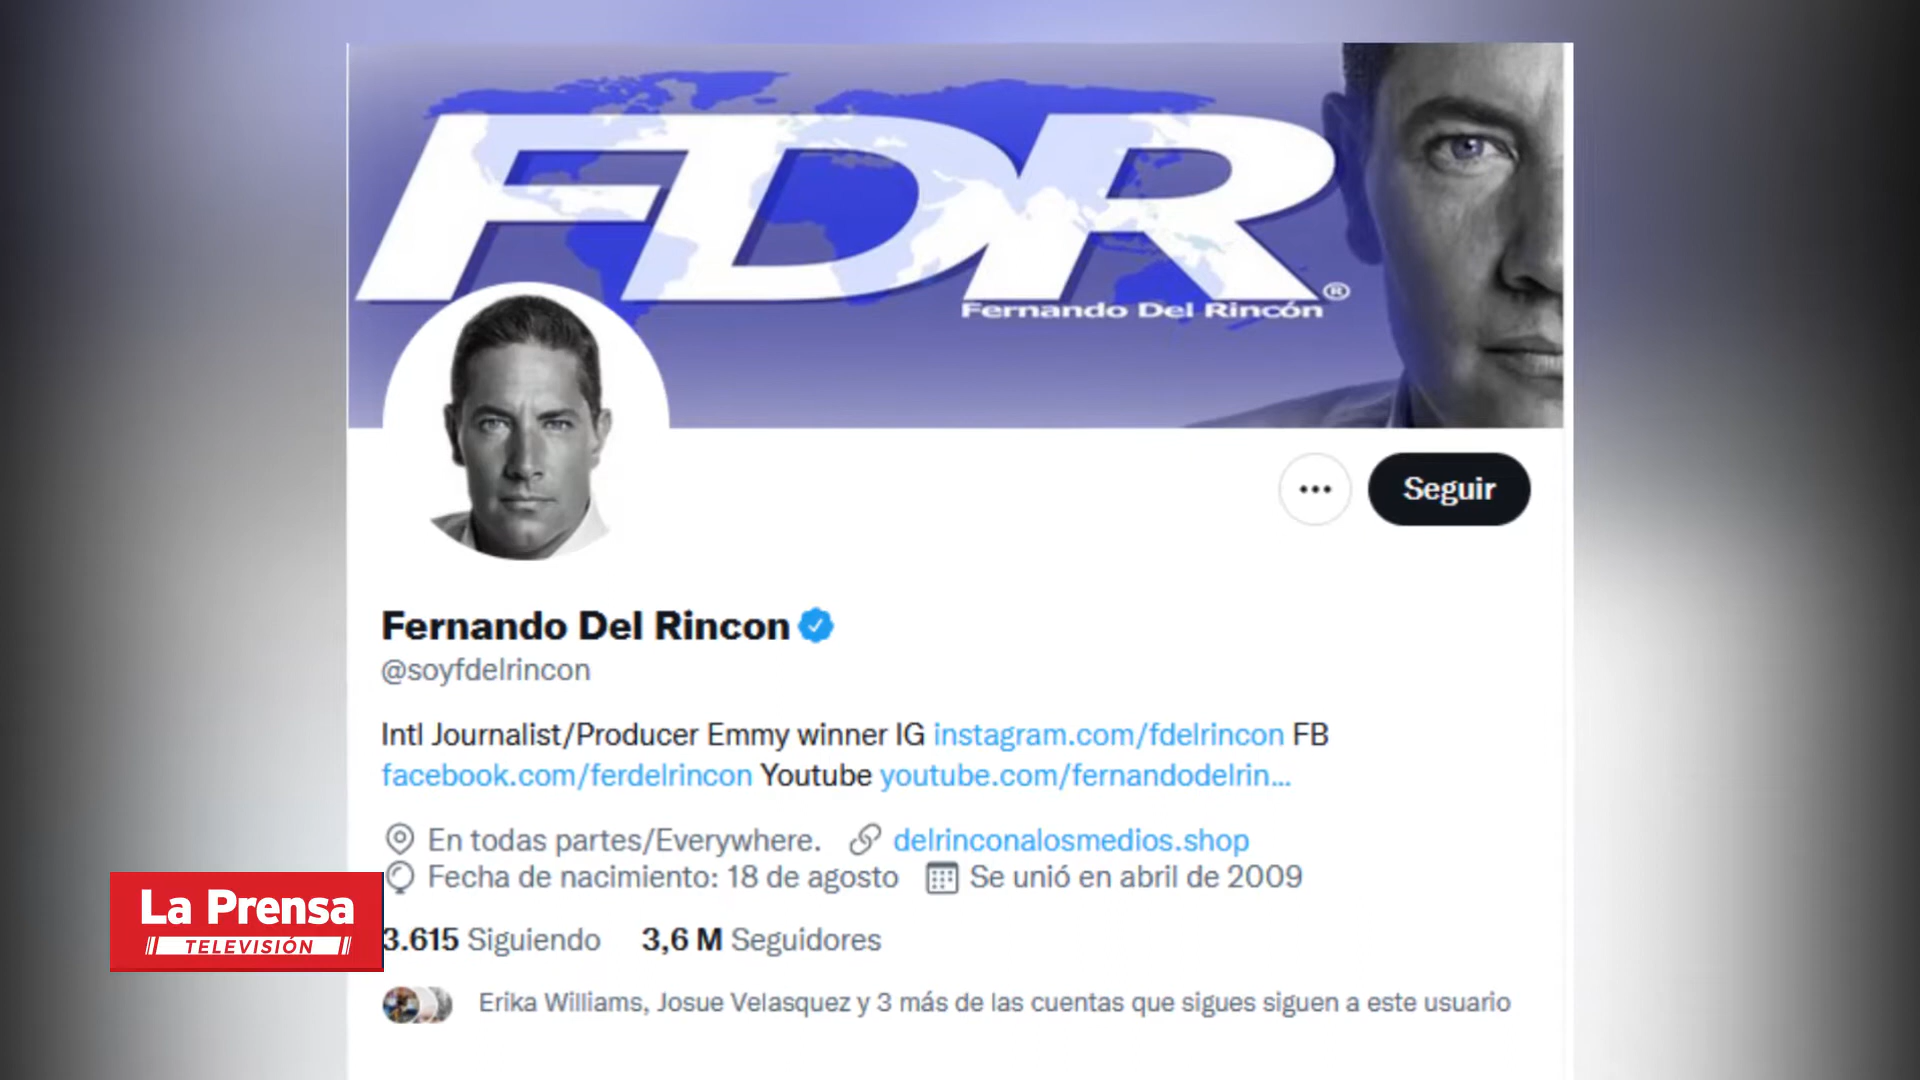 FDR®
Fernando Del Rincón
Seguir
Fernando Del Rincon
@soyfdelrincon
Intl Journalist/Producer Emmy winner IG instagram.com/fdelrincon FB
facebook.com/ferdelrincon Youtube youtube.com/fernandodelrin...
En todas partes/Everywhere. delrinconalosmedios.shop
Fecha de nacimiento: 18 de agosto Se unió en abril de 2009
La Prensa
TELEVISIÓN
3.615 Siguiendo 3,6 M Seguidores
Erika Williams, Josue Velasquez y 3 más de las cuentas que sigues siguen a este usuario